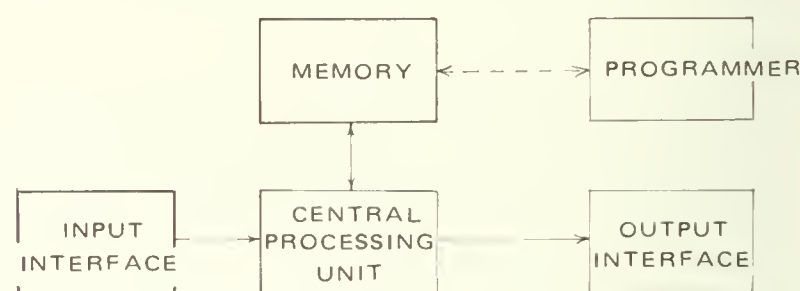 MEMORY
PROGRAMMER
INPUT
INTERFACE
CENTRAL
PROCESSING
UNIT
OUTPUT
INTERFACE